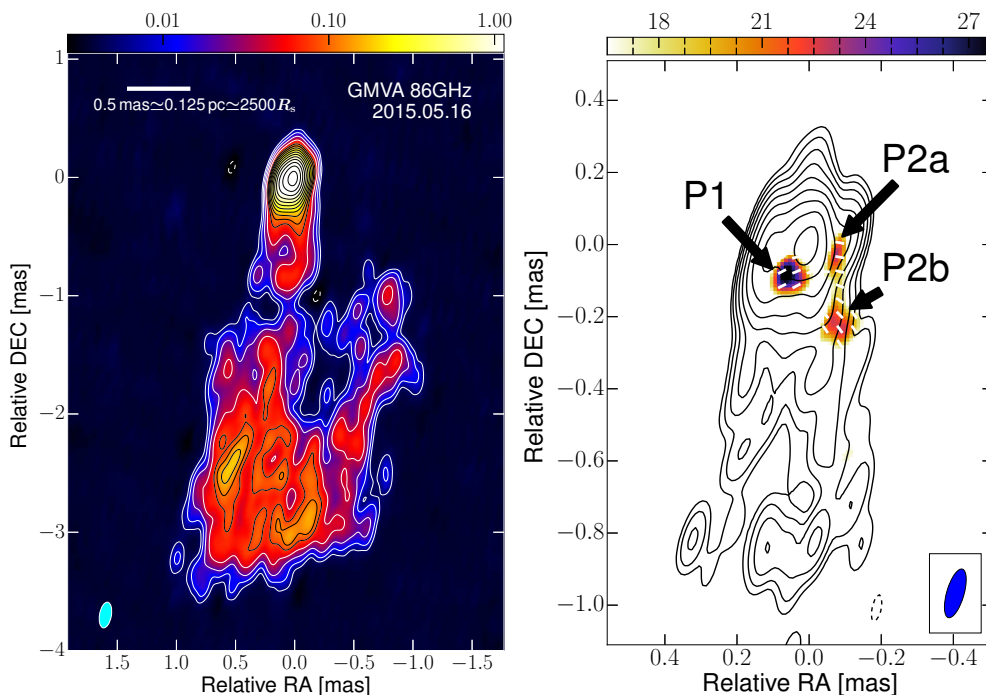 0.01 0.10 1.00
GMVA 86GHz
2015.05.16
0.5 mas≃0.125 pc≃2500Rs
1
0
−1
−2
−3
−4
Relative DEC [mas]
1.5 1.0 0.5 0.0 −0.5 −1.0 −1.5
Relative RA [mas]
18 21 24 27
P1
P2a
P2b
0.4
0.2
0.0
−0.2
−0.4
−0.6
−0.8
−1.0
Relative DEC [mas]
0.4 0.2 0.0 −0.2 −0.4
Relative RA [mas]